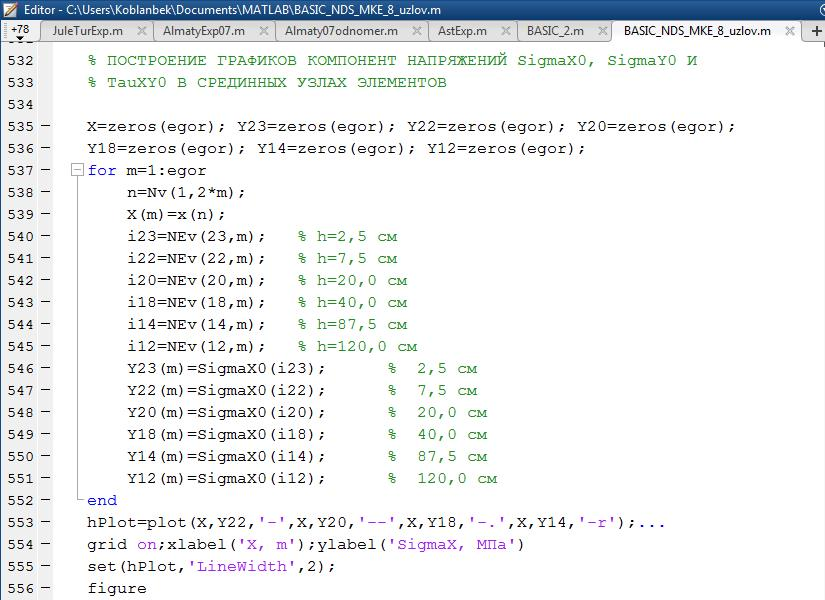 Editor - C:\Users\Koblanbek\Documents\MATLAB\BASIC_NDS_MKE_8_uzlov.m
+78 JuleTurExp.m AlmatyExp07.m Almaty07odnomer.m AstExp.m BASIC_2.m BASIC_NDS_MKE_8_uzlov.m
532 % ПОСТРОЕНИЕ ГРАФИКОВ КОМПОНЕНТ НАПРЯЖЕНИЙ SigmaX0, SigmaY0 И
533 % TauXY0 В СРЕДИННЫХ УЗЛАХ ЭЛЕМЕНТОВ
534
535 X=zeros(egor); Y23=zeros(egor); Y22=zeros(egor); Y20=zeros(egor);
536 Y18=zeros(egor); Y14=zeros(egor); Y12=zeros(egor);
537 for m=1:egor
538 n=Nv(1,2*m);
539 X(m)=x(n);
540 i23=NEv(23,m); % h=2,5 см
541 i22=NEv(22,m); % h=7,5 см
542 i20=NEv(20,m); % h=20,0 см
543 i18=NEv(18,m); % h=40,0 см
544 i14=NEv(14,m); % h=87,5 см
545 i12=NEv(12,m); % h=120,0 см
546 Y23(m)=SigmaX0(i23); % 2,5 см
547 Y22(m)=SigmaX0(i22); % 7,5 см
548 Y20(m)=SigmaX0(i20); % 20,0 см
549 Y18(m)=SigmaX0(i18); % 40,0 см
550 Y14(m)=SigmaX0(i14); % 87,5 см
551 Y12(m)=SigmaX0(i12); % 120,0 см
552 end
553 hPlot=plot(X,Y22,'-',X,Y20,'--',X,Y18,'-.',X,Y14,'-r');...
554 grid on;xlabel('X, m');ylabel('SigmaX, МПа')
555 set(hPlot,'LineWidth',2);
556 figure